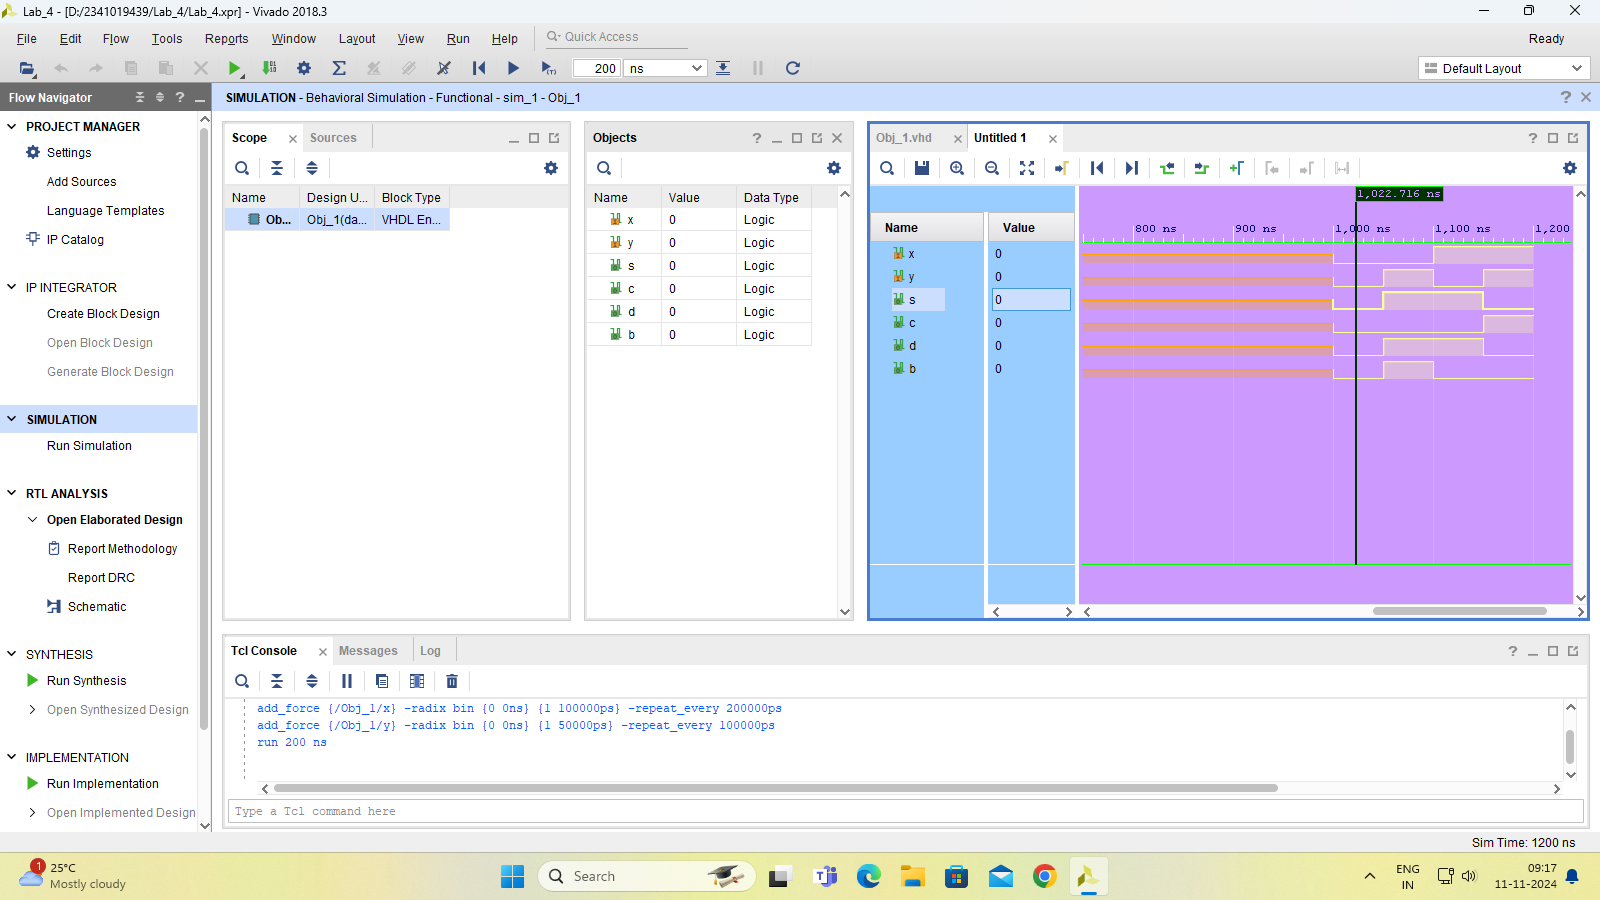 Lab_4 - [D:/2341019439/Lab_4/Lab_4.xpr] - Vivado 2018.3
File Edit Flow Tools Reports Window Layout View Run Help Quick Access Ready
200 ns Default Layout
Flow Navigator
SIMULATION - Behavioral Simulation - Functional - sim_1 - Obj_1
PROJECT MANAGER
Settings
Add Sources
Language Templates
IP Catalog
IP INTEGRATOR
Create Block Design
Open Block Design
Generate Block Design
SIMULATION
Run Simulation
RTL ANALYSIS
Open Elaborated Design
Report Methodology
Report DRC
Schematic
SYNTHESIS
Run Synthesis
Open Synthesized Design
IMPLEMENTATION
Run Implementation
Open Implemented Design
Scope Sources
Name Design U... Block Type
Ob... Obj_1(da... VHDL En...
Objects
Name Value Data Type
x 0 Logic
y 0 Logic
s 0 Logic
c 0 Logic
d 0 Logic
b 0 Logic
Obj_1.vhd Untitled 1
1,022.716 ns
Name Value 800 ns 900 ns 1,000 ns 1,100 ns 1,200
x 0
y 0
s 0
c 0
d 0
b 0
Tcl Console Messages Log
add_force {/Obj_1/x} -radix bin {0 0ns} {1 100000ps} -repeat_every 200000ps
add_force {/Obj_1/y} -radix bin {0 0ns} {1 50000ps} -repeat_every 100000ps
run 200 ns
Type a Tcl command here
Sim Time: 1200 ns
1
25°C
Mostly cloudy
Search
ENG
IN
09:17
11-11-2024